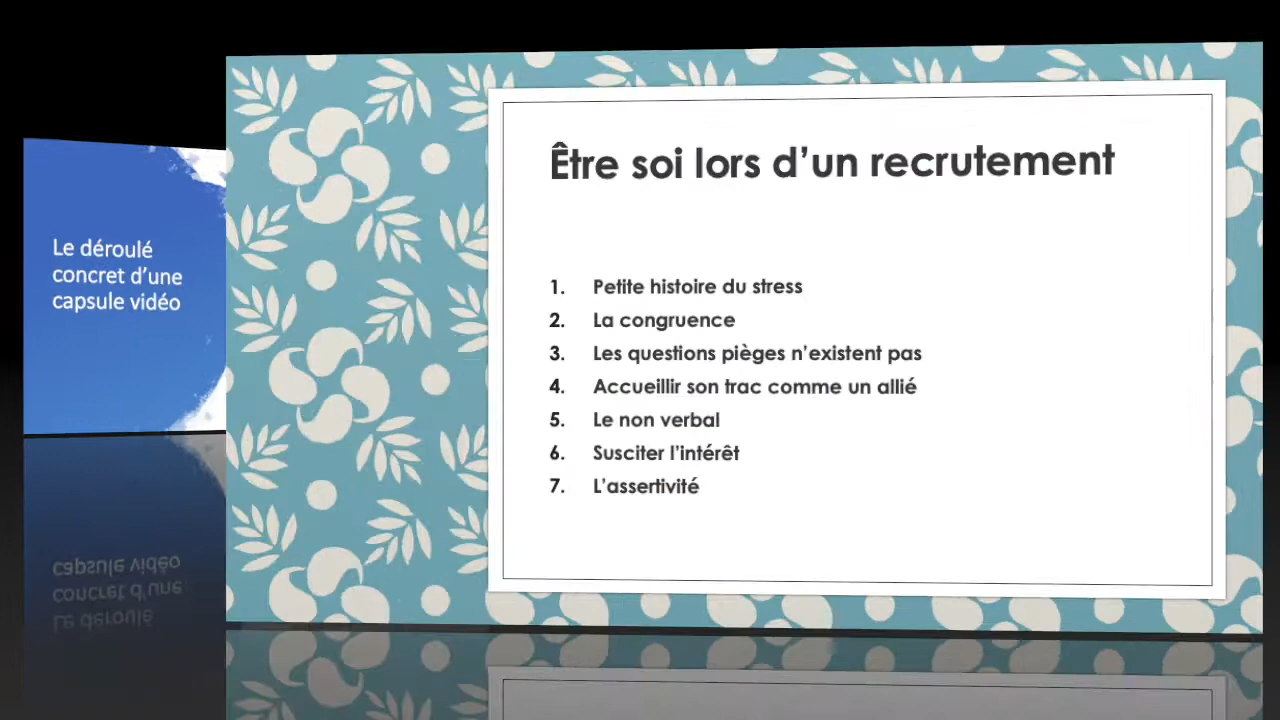 Le déroulé
concret d’une
capsule vidéo
Être soi lors d’un recrutement
1. Petite histoire du stress
2. La congruence
3. Les questions pièges n’existent pas
4. Accueillir son trac comme un allié
5. Le non verbal
6. Susciter l’intérêt
7. L’assertivité